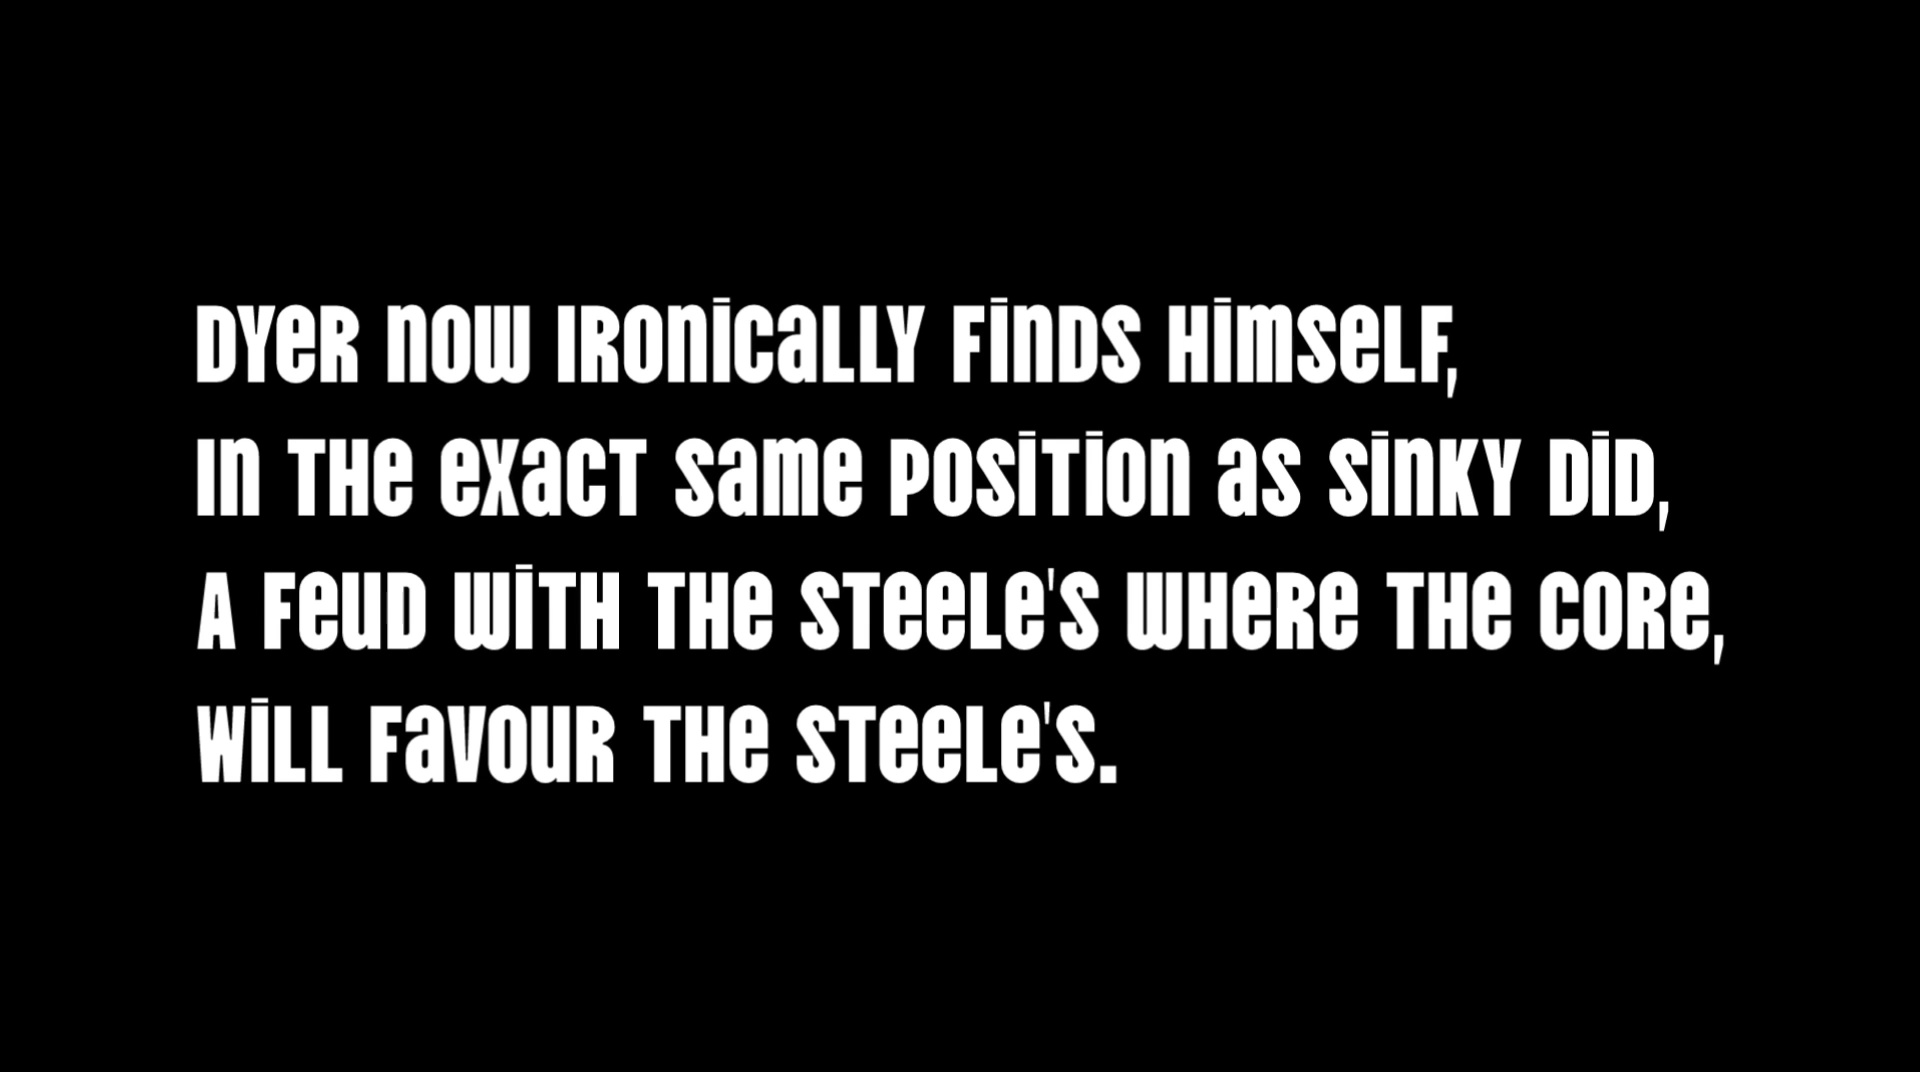 Dyer now ironically finds himself,
In the exact same position as sinky did,
A feud with the Steele's where the core,
Will favour the Steele's.